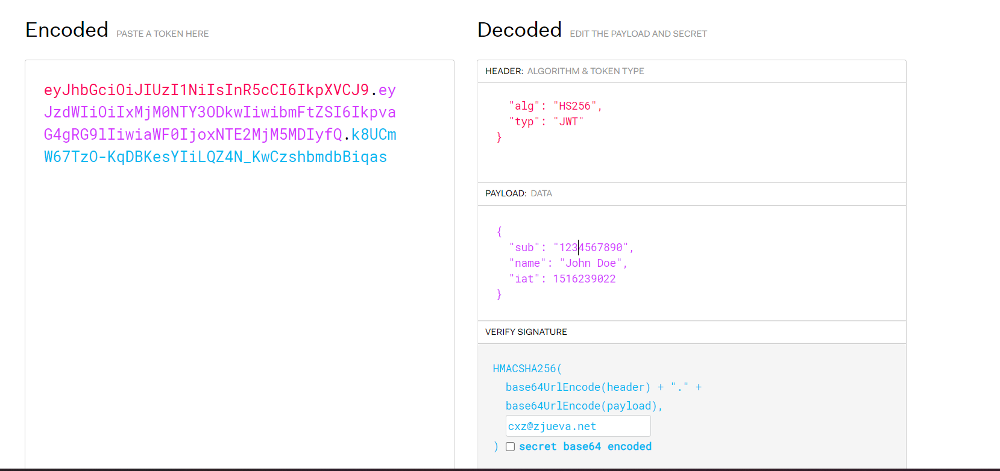 Encoded PASTE A TOKEN HERE
eyJhbGciOiJIUzI1NiIsInR5cCI6IkpXVCJ9.ey
JzdWIiOiIxMjM0NTY3ODkwIiwibmFtZSI6Ikpva
G4gRG9lIiwiaWF0IjoxNTE2MjM5MDIyfQ.k8UCm
W67TzO-KqDBKesYIiLQZ4N_KwCzshbmdbBiqas
Decoded EDIT THE PAYLOAD AND SECRET
HEADER: ALGORITHM & TOKEN TYPE
"alg": "HS256",
"typ": "JWT"
}
PAYLOAD: DATA
{
"sub": "1234567890",
"name": "John Doe",
"iat": 1516239022
}
VERIFY SIGNATURE
HMACSHA256(
base64UrlEncode(header) + "." +
base64UrlEncode(payload),
cxz@zjueva.net
) secret base64 encoded